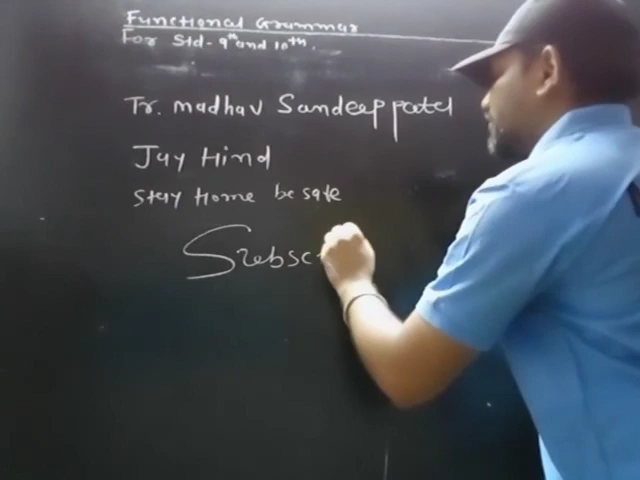 Functional Grammar
For Std- 9th and 10th.
Tr. Madhav Sandeep patel
Jay Hind
Stay Home be safe
Subsc